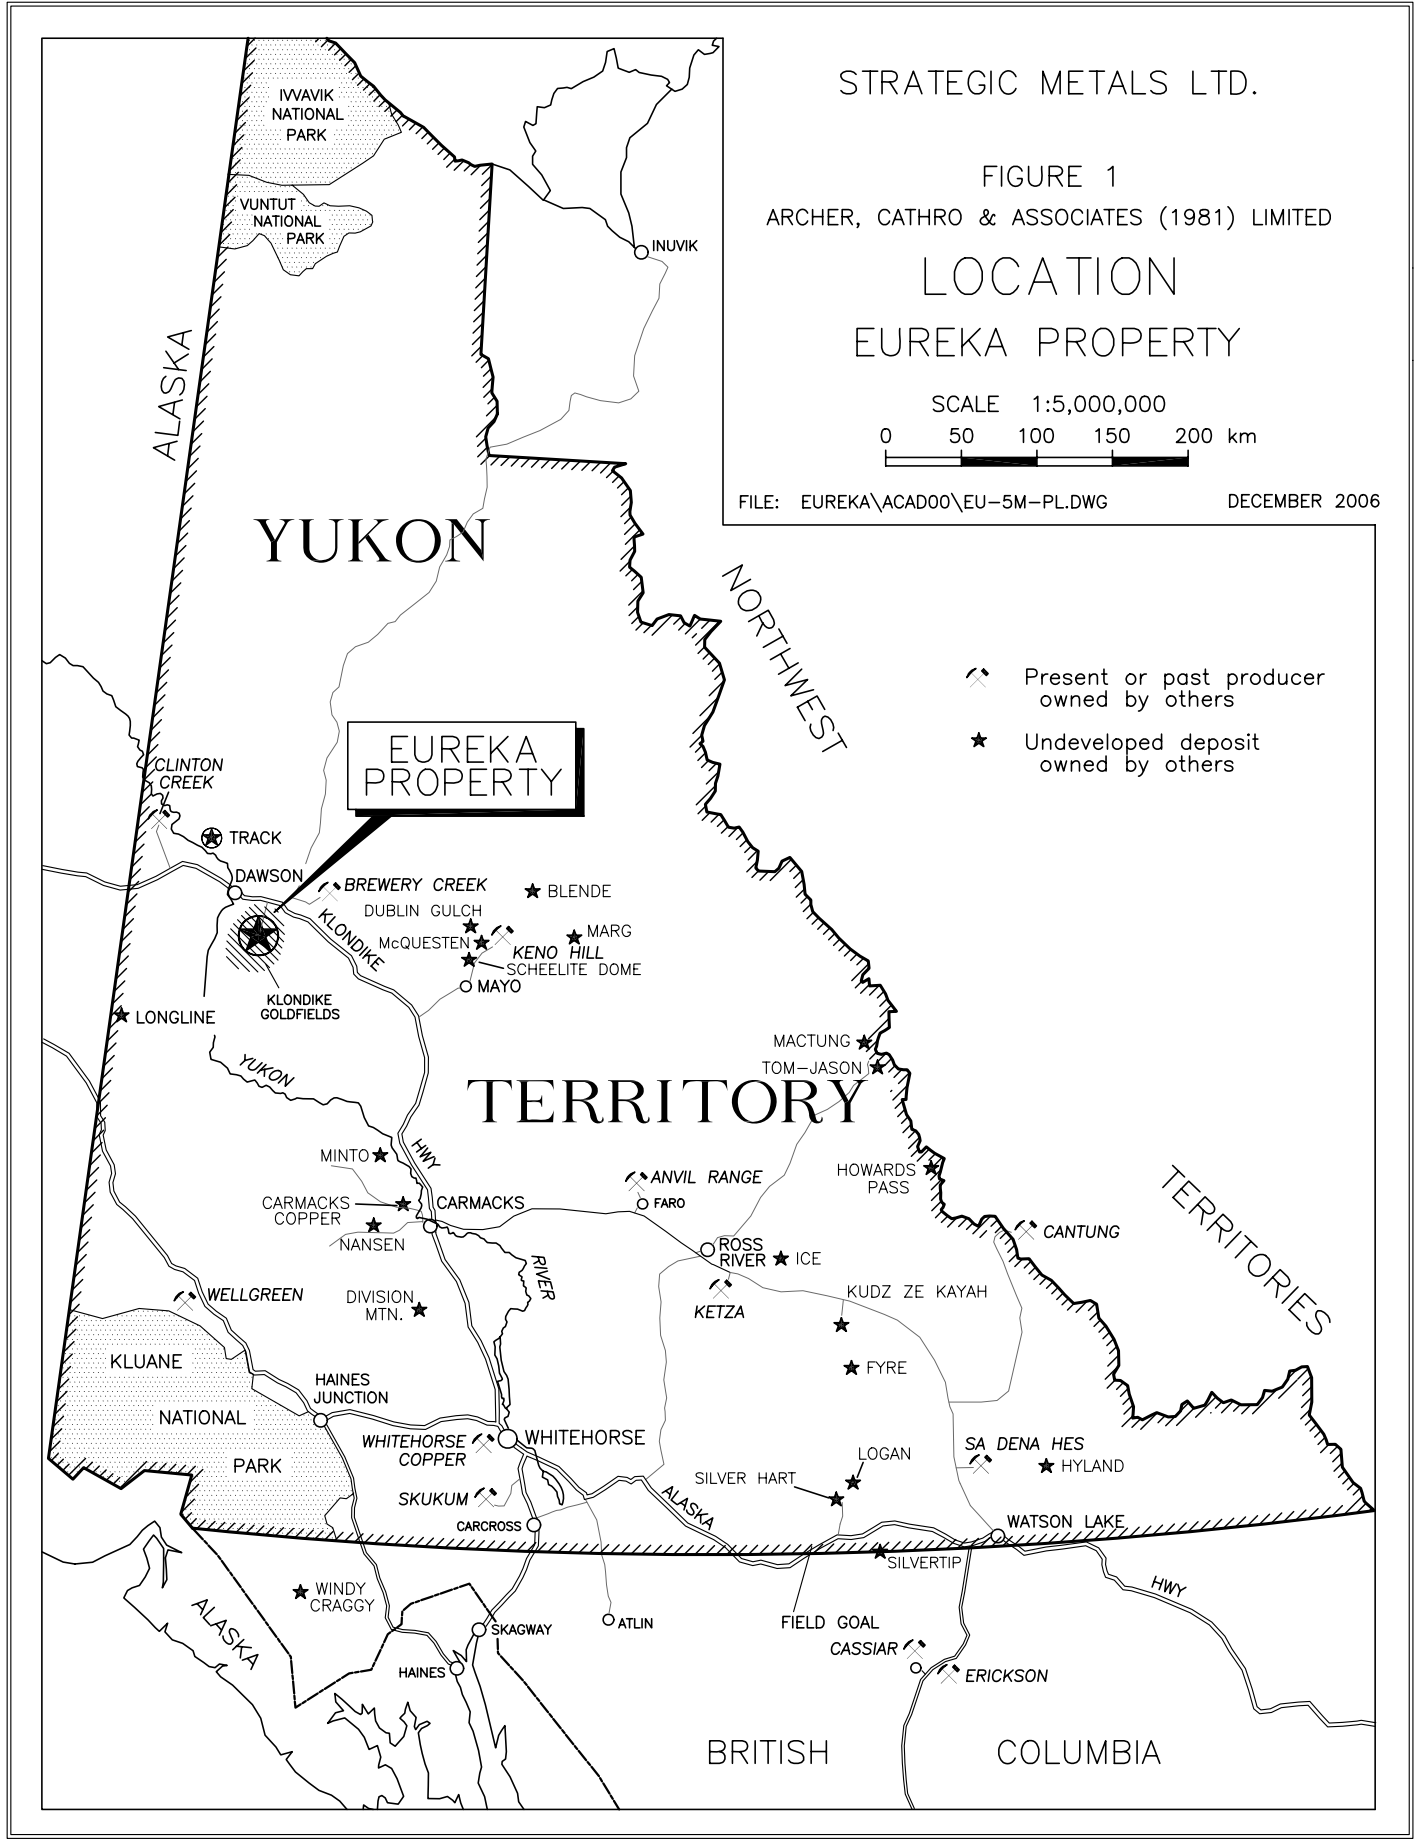 STRATEGIC METALS LTD.
FIGURE 1
ARCHER, CATHRO & ASSOCIATES (1981) LIMITED
LOCATION
EUREKA PROPERTY
SCALE 1:5,000,000
0 50 100 150 200 km
FILE: EUREKA\ACAD00\EU-5M-PL.DWG
DECEMBER 2006
IVVAVIK
NATIONAL
PARK
VUNTUT
NATIONAL
PARK
INUVIK
ALASKA
YUKON
NORTHWEST
Present or past producer
owned by others
Undeveloped deposit
owned by others
EUREKA
PROPERTY
CLINTON
CREEK
TRACK
DAWSON
BREWERY CREEK
BLENDE
DUBLIN GULCH
KLONDIKE
McQUESTEN
MARG
KENO HILL
SCHEELITE DOME
MAYO
KLONDIKE
GOLDFIELDS
LONGLINE
MACTUNG
TOM-JASON
YUKON
TERRITORY
HWY
MINTO
ANVIL RANGE
HOWARDS
PASS
TERRITORIES
CARMACKS
COPPER
CARMACKS
FARO
NANSEN
CANTUNG
ROSS
RIVER
ICE
RIVER
WELLGREEN
DIVISION
MTN.
KETZA
KUDZ ZE KAYAH
KLUANE
NATIONAL
PARK
HAINES
JUNCTION
FYRE
WHITEHORSE
COPPER
WHITEHORSE
SA DENA HES
HYLAND
LOGAN
SILVER HART
SKUKUM
ALASKA
CARCROSS
WATSON LAKE
SILVERTIP
HWY
WINDY
CRAGGY
ALASKA
SKAGWAY
ATLIN
FIELD GOAL
CASSIAR
HAINES
ERICKSON
BRITISH COLUMBIA